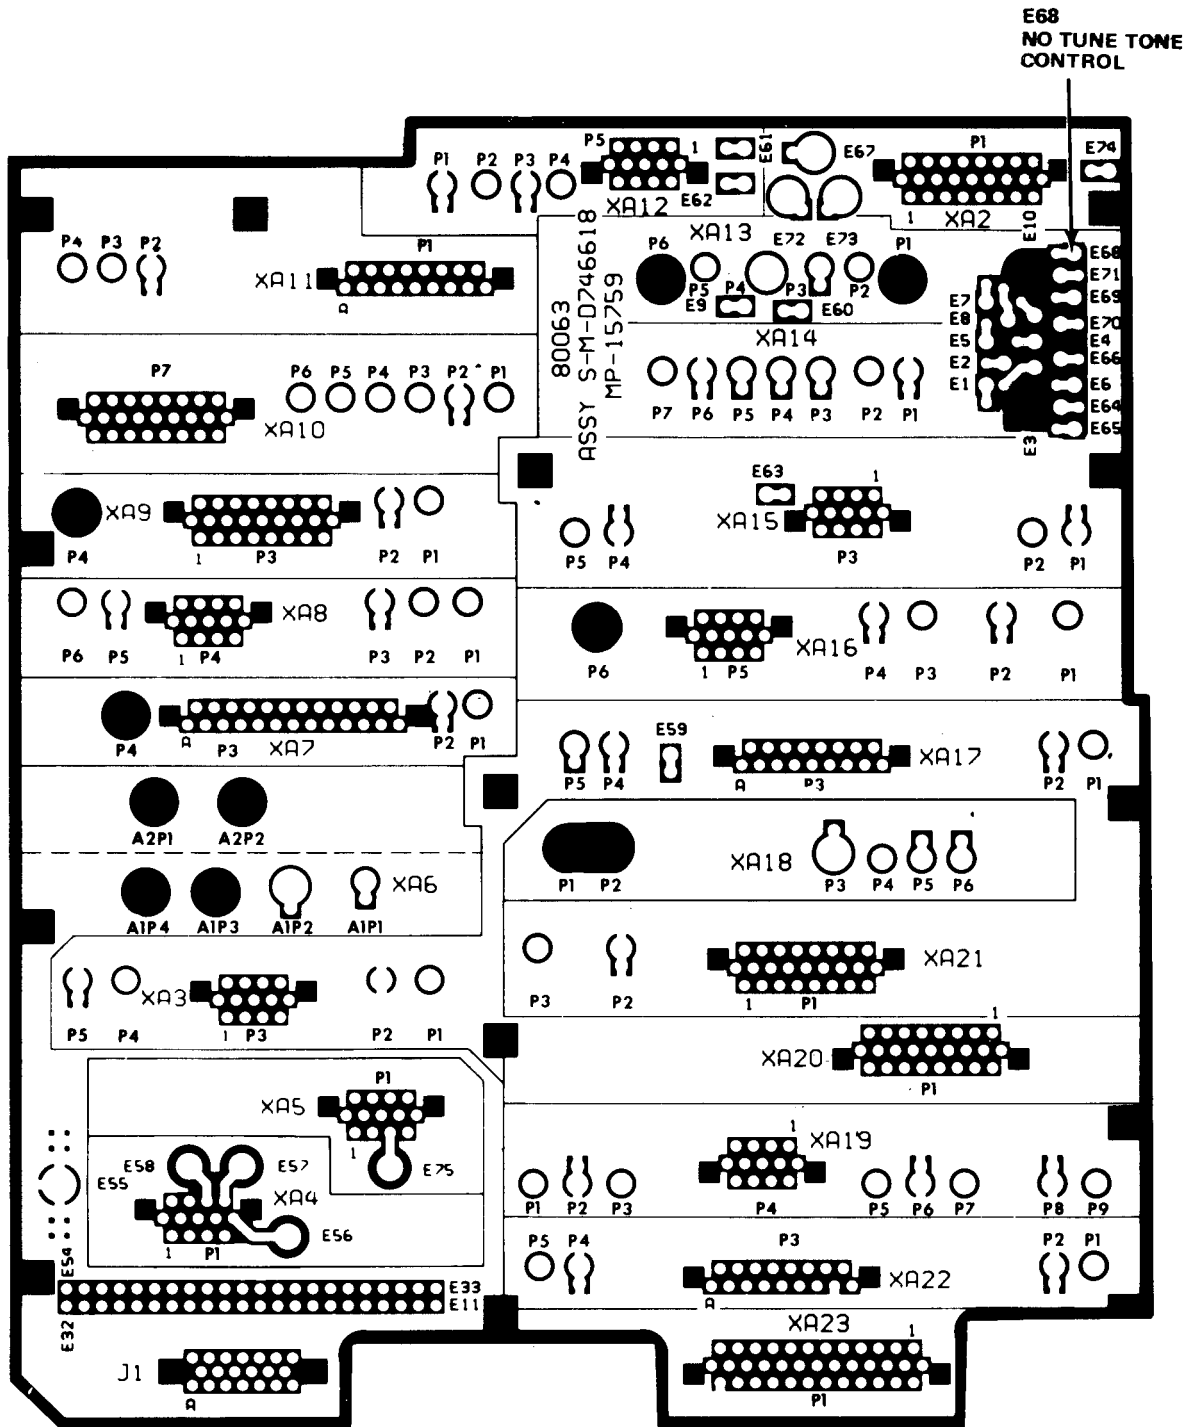 E68
NO TUNE TONE
CONTROL
P1 P2 P3 P4
P5
1
XA12
E61
E62
E67
P1
1
XA2
E74
E10
P4 P3 P2
XA11
P1
A
80063
ASSY S-M-D746618
MP-15759
XA13
E72 E73
P6
P5
P4
P3
P2
P1
E9
E60
XA14
P7 P6 P5 P4 P3 P2 P1
E7
E8
E5
E2
E1
E3
E68
E71
E69
E70
E4
E66
E6
E64
E65
P7
XA10
P6 P5 P4 P3 P2 P1
XA9
P4
1 P3
P2 P1
E63
1
XA15
P5 P4
P3
P2 P1
XA8
P6 P5
1 P4
P3 P2 P1
XA16
P6
1 P5
P4 P3 P2 P1
P4
A P3
XA7
P2 P1
E59
XA17
P5 P4
A P3
P2 P1
A2P1 A2P2
XA18
P1 P2
P3 P4 P5 P6
XA6
A1P4 A1P3 A1P2 A1P1
XA21
P3 P2
1 P1
XA3
P5 P4
1 P3
P2 P1
1
XA20
P1
P1
XA5
1
E75
E58 E57
E55
XA4
1 P1
E56
1
XA19
P1 P2 P3
P4
P5 P6 P7
P8 P9
P5 P4
P3
P2 P1
XA22
A
E54
E33
E11
E32
XA23
1
P1
J1
A